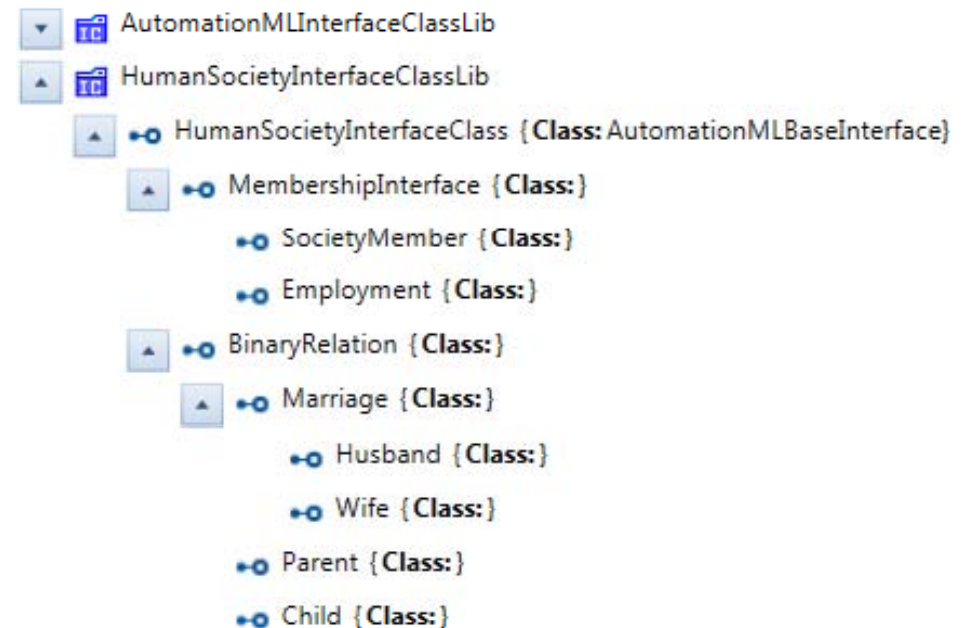 AutomationMLInterfaceClassLib
HumanSocietyInterfaceClassLib
HumanSocietyInterfaceClass {Class: AutomationMLBaseInterface}
MembershipInterface {Class:}
SocietyMember {Class:}
Employment {Class:}
BinaryRelation {Class:}
Marriage {Class:}
Husband {Class:}
Wife {Class:}
Parent {Class:}
Child {Class:}